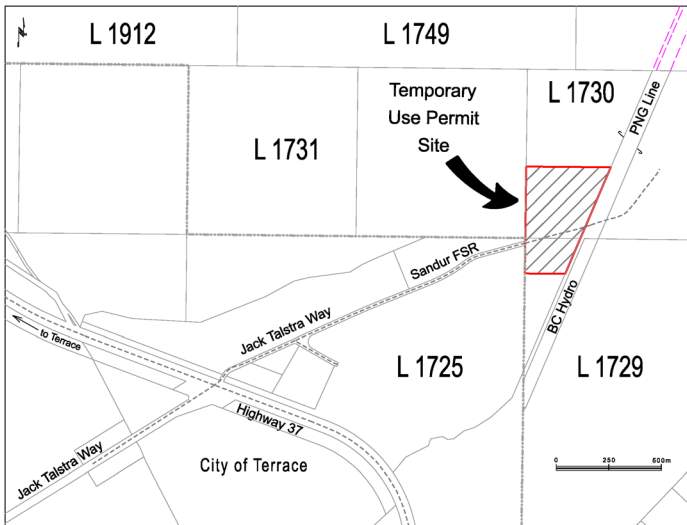 L 1912
L 1749
L 1730
Temporary
Use Permit
Site
PNG Line
L 1731
Sandur FSR
BC Hydro
Jack Talstra Way
to Terrace
L 1725
L 1729
Highway 37
Jack Talstra Way
City of Terrace
0 250 500m